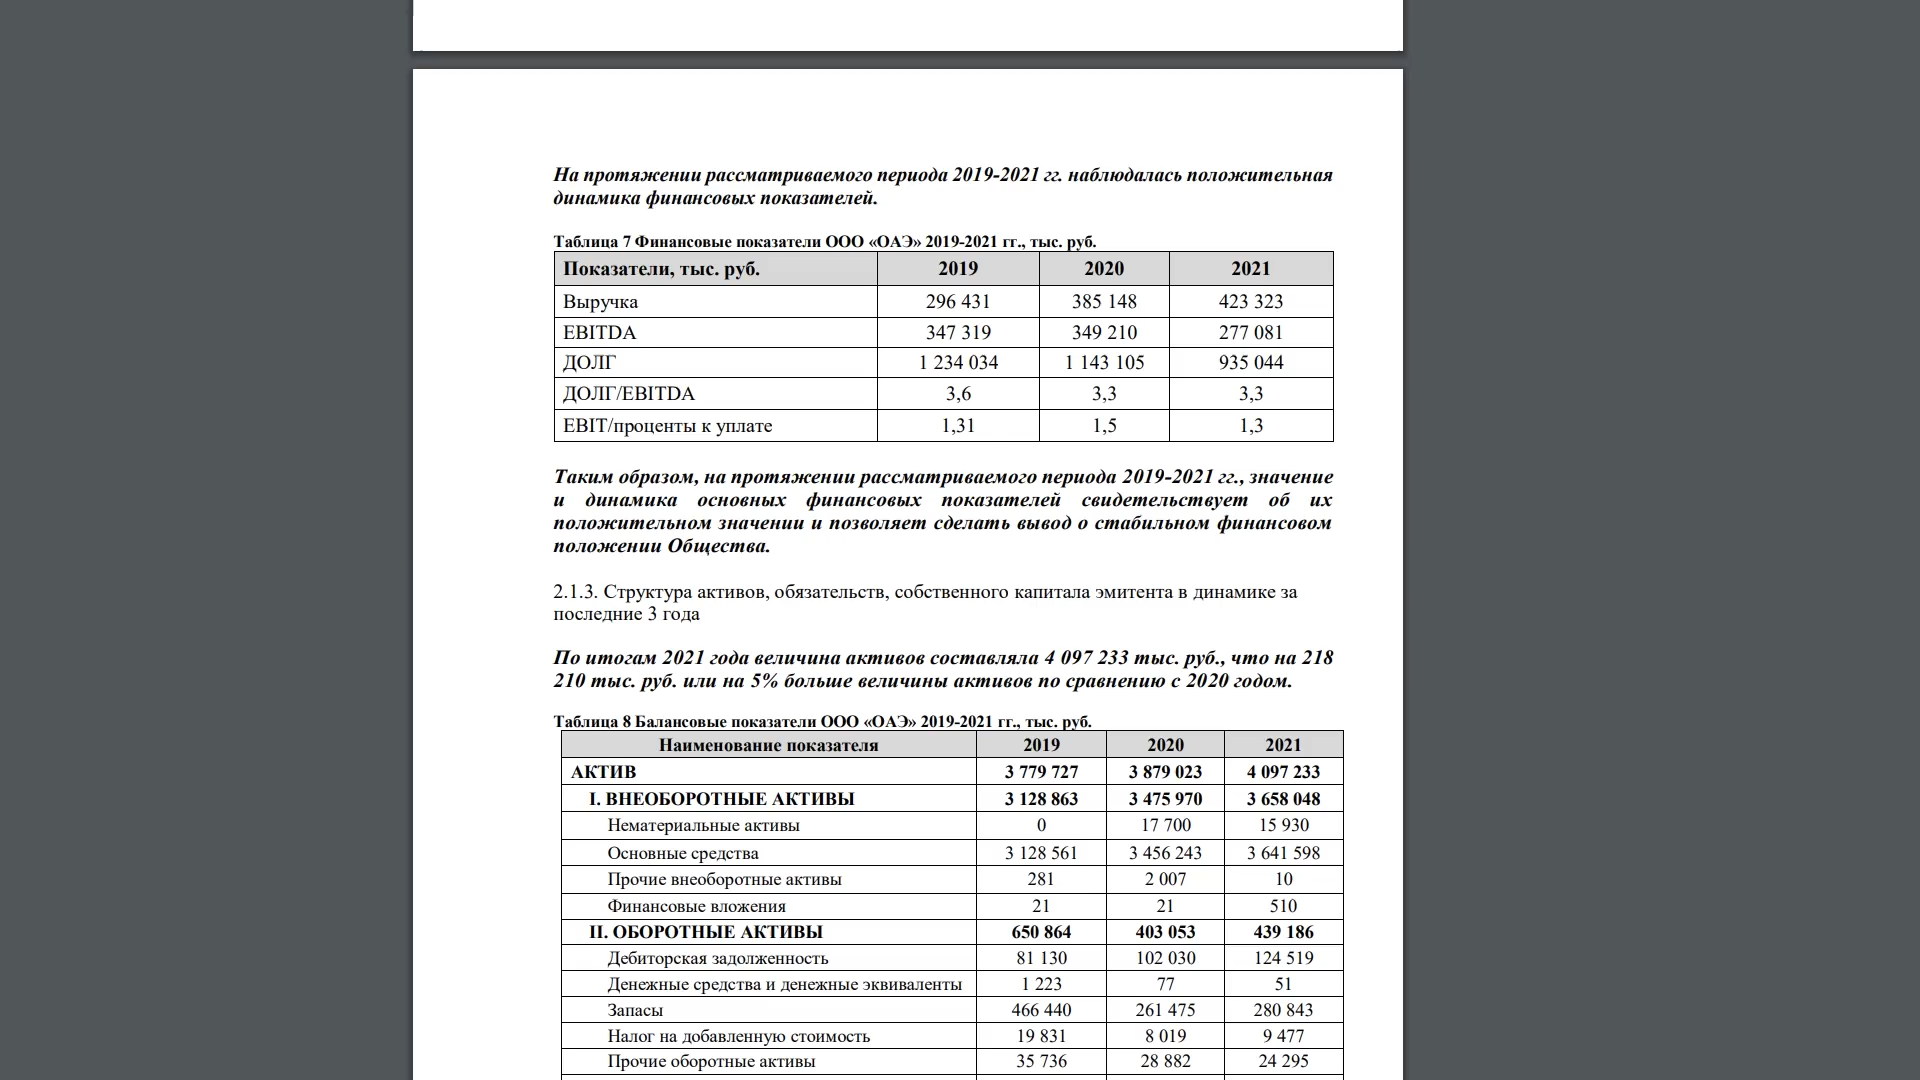 На протяжении рассматриваемого периода 2019-2021 гг. наблюдалась положительная
динамика финансовых показателей.
Таблица 7 Финансовые показатели ООО «ОАЭ» 2019-2021 гг., тыс. руб.
Показатели, тыс. руб. 2019 2020 2021
Выручка 296 431 385 148 423 323
EBITDA 347 319 349 210 277 081
ДОЛГ 1 234 034 1 143 105 935 044
ДОЛГ/EBITDA 3,6 3,3 3,3
EBIT/проценты к уплате 1,31 1,5 1,3
Таким образом, на протяжении рассматриваемого периода 2019-2021 гг., значение
и динамика основных финансовых показателей свидетельствует об их
положительном значении и позволяет сделать вывод о стабильном финансовом
положении Общества.
2.1.3. Структура активов, обязательств, собственного капитала эмитента в динамике за
последние 3 года
По итогам 2021 года величина активов составляла 4 097 233 тыс. руб., что на 218
210 тыс. руб. или на 5% больше величины активов по сравнению с 2020 годом.
Таблица 8 Балансовые показатели ООО «ОАЭ» 2019-2021 гг., тыс. руб.
Наименование показателя 2019 2020 2021
АКТИВ 3 779 727 3 879 023 4 097 233
I. ВНЕОБОРОТНЫЕ АКТИВЫ 3 128 863 3 475 970 3 658 048
Нематериальные активы 0 17 700 15 930
Основные средства 3 128 561 3 456 243 3 641 598
Прочие внеоборотные активы 281 2 007 10
Финансовые вложения 21 21 510
II. ОБОРОТНЫЕ АКТИВЫ 650 864 403 053 439 186
Дебиторская задолженность 81 130 102 030 124 519
Денежные средства и денежные эквиваленты 1 223 77 51
Запасы 466 440 261 475 280 843
Налог на добавленную стоимость 19 831 8 019 9 477
Прочие оборотные активы 35 736 28 882 24 295